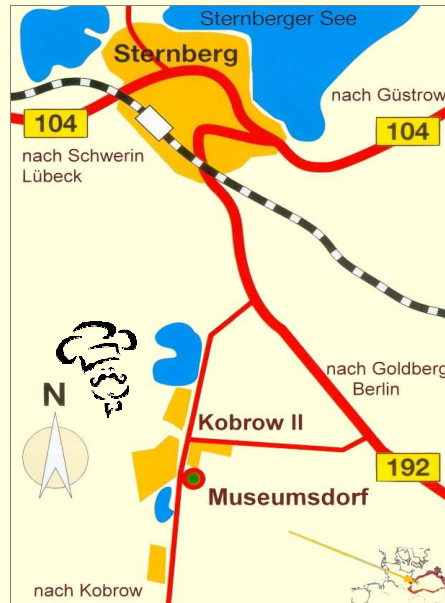 Sternberger See
Sternberg
nach Güstrow
104
104
nach Schwerin
Lübeck
nach Goldberg
Berlin
N
Kobrow II
192
Museumsdorf
nach Kobrow